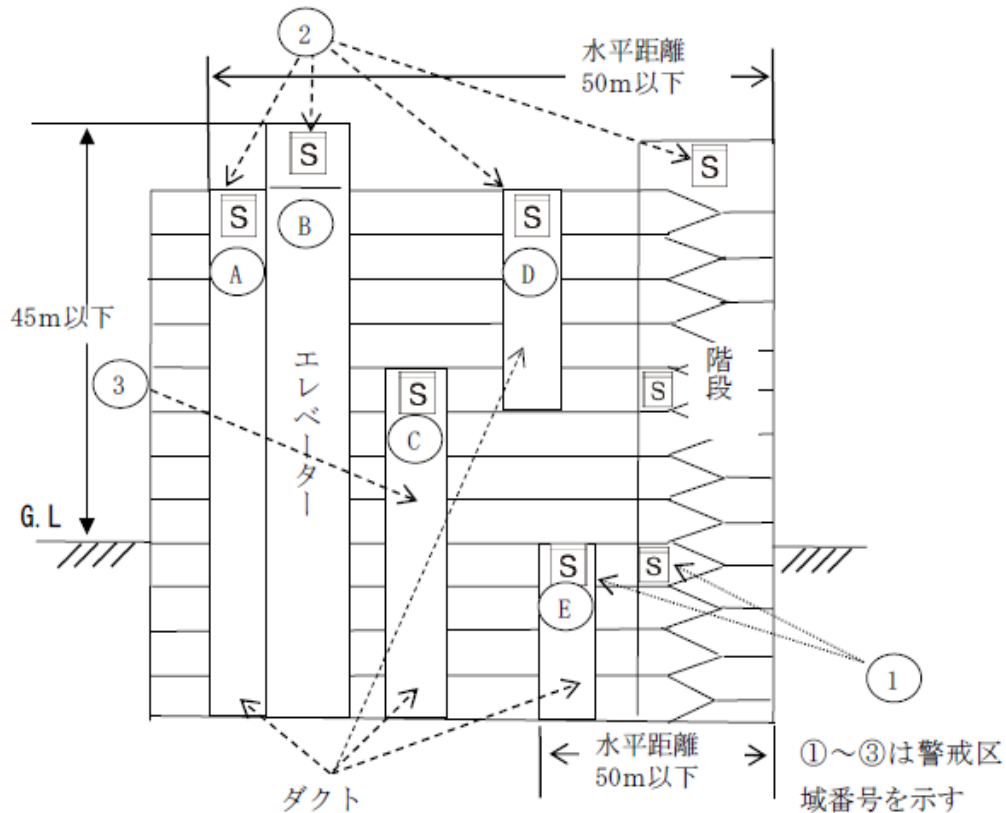 2
水平距離
50m以下
S
S
S
S
B
A
D
45m以下
エレベーター
階段
3
S
S
C
G.L
S
S
E
1
水平距離
50m以下
ダクト
①～③は警戒区
域番号を示す